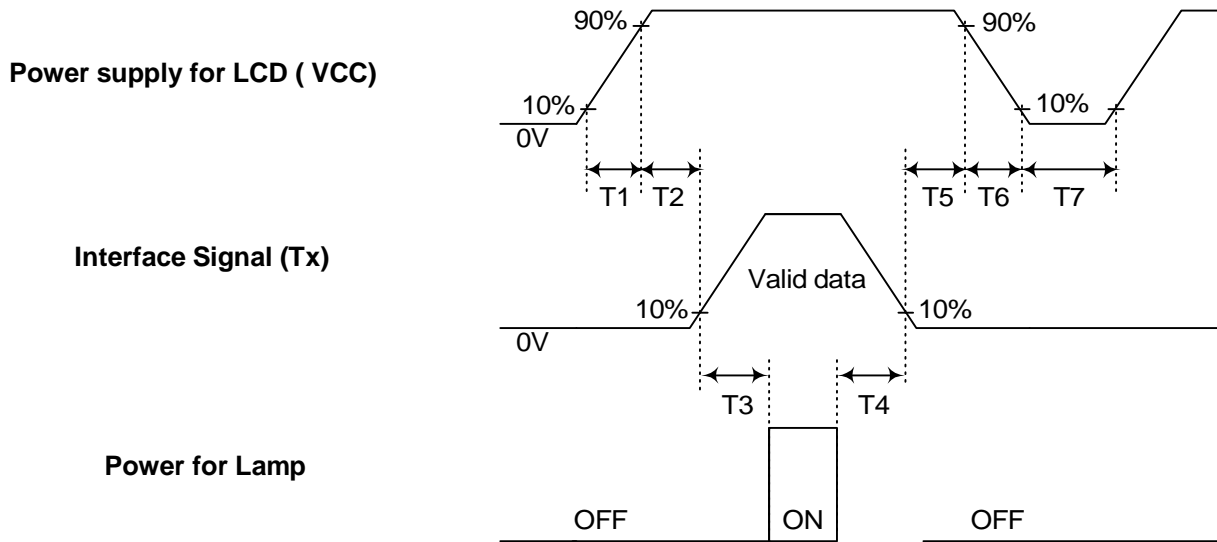 90%
90%
Power supply for LCD ( VCC)
10%
10%
0V
T1
T2
T5
T6
T7
Interface Signal (Tx)
Valid data
10%
10%
0V
T3
T4
Power for Lamp
OFF
ON
OFF